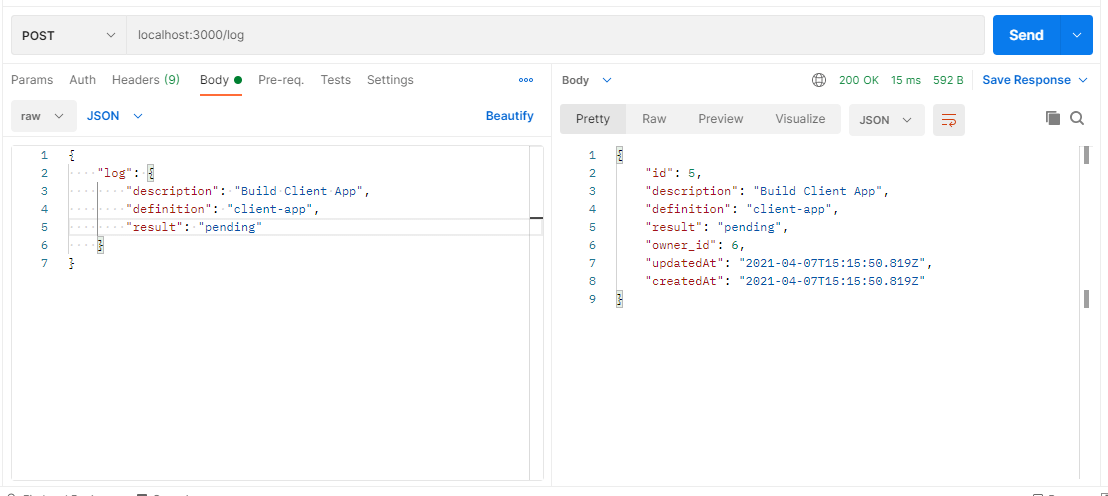 POST localhost:3000/log Send
Params Auth Headers (9) Body Pre-req. Tests Settings
raw JSON Beautify
1 {
2 "log": {
3 "description": "Build Client App",
4 "definition": "client-app",
5 "result": "pending"
6 }
7 }
Body 200 OK 15 ms 592 B Save Response
Pretty Raw Preview Visualize JSON
1 {
2 "id": 5,
3 "description": "Build Client App",
4 "definition": "client-app",
5 "result": "pending",
6 "owner_id": 6,
7 "updatedAt": "2021-04-07T15:15:50.819Z",
8 "createdAt": "2021-04-07T15:15:50.819Z"
9 }